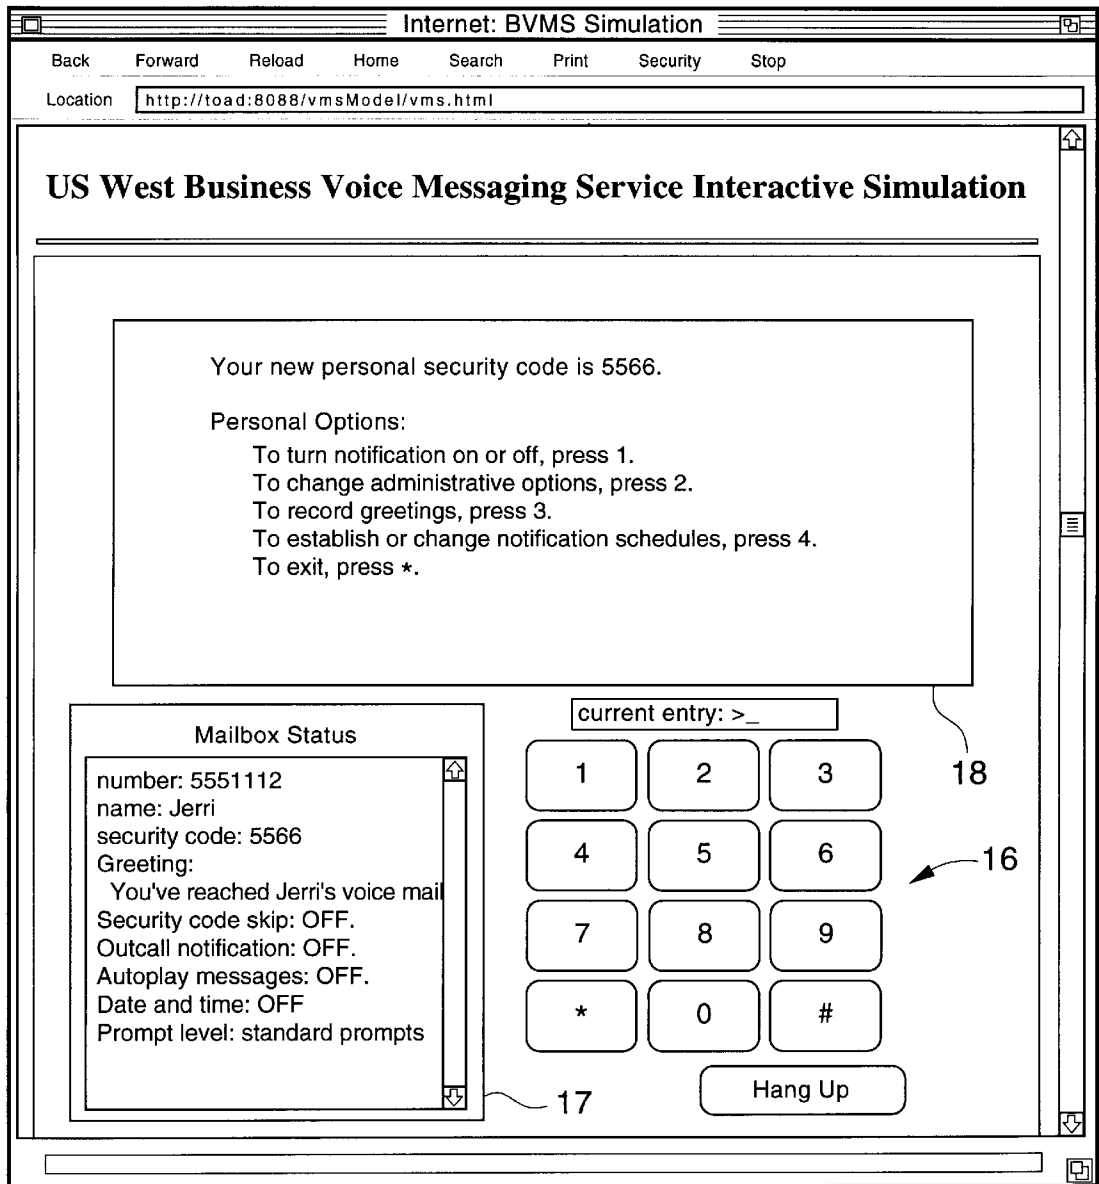 Internet: BVMS Simulation
Back Forward Reload Home Search Print Security Stop
Location http://toad:8088/vmsModel/vms.html
US West Business Voice Messaging Service Interactive Simulation
Your new personal security code is 5566.
Personal Options:
To turn notification on or off, press 1.
To change administrative options, press 2.
To record greetings, press 3.
To establish or change notification schedules, press 4.
To exit, press *.
18
Mailbox Status
number: 5551112
name: Jerri
security code: 5566
Greeting:
You've reached Jerri's voice mail
Security code skip: OFF.
Outcall notification: OFF.
Autoplay messages: OFF.
Date and time: OFF
Prompt level: standard prompts
17
current entry: >_
1 2 3
4 5 6
7 8 9
* 0 #
16
Hang Up